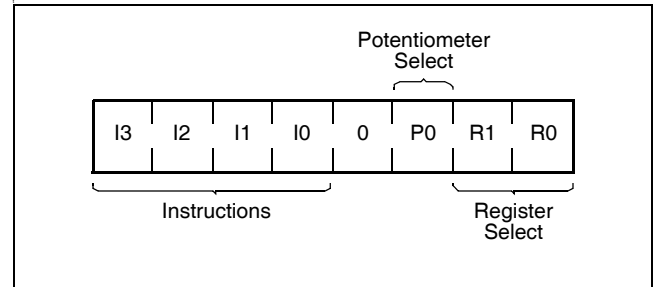 Potentiometer
Select
I3 I2 I1 I0 0 P0 R1 R0
Instructions
Register
Select